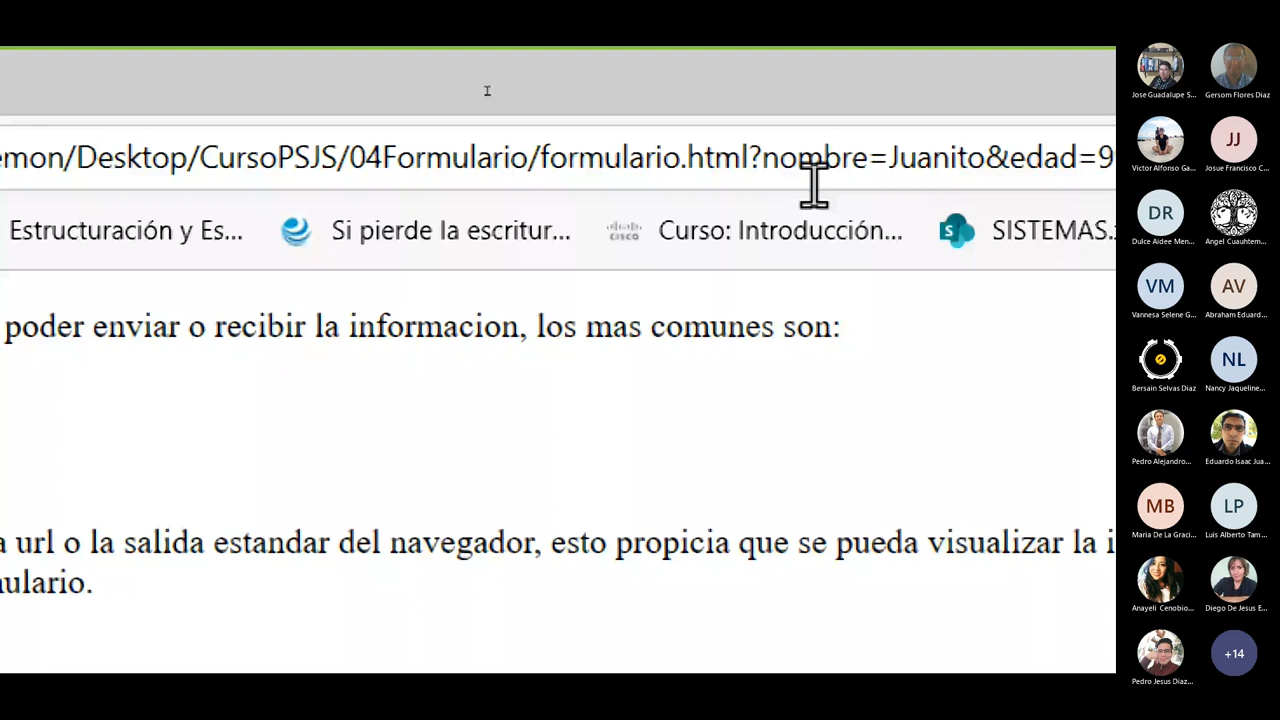 emon/Desktop/CursoPSJS/04Formulario/formulario.html?nombre=Juanito&edad=9
Estructuración y Es... Si pierde la escritur... CISCO Curso: Introducción... S SISTEMAS.
poder enviar o recibir la informacion, los mas comunes son:
a url o la salida estandar del navegador, esto propicia que se pueda visualizar la i
mulario.
Jose Guadalupe S... Gersom Flores Diaz
JJ
Victor Alfonso Ga... Josue Francisco C...
DR
Dulce Aidee Men... Angel Cuauhtem...
VM AV
Vannesa Selene G... Abraham Eduard...
NL
Bersain Selvas Diaz Nancy Jaqueline...
Pedro Alejandro... Eduardo Isaac Jua...
MB LP
Maria De La Graci... Luis Alberto Tam...
Anayeli Cenobio... Diego De Jesus E...
+14
Pedro Jesus Diaz...